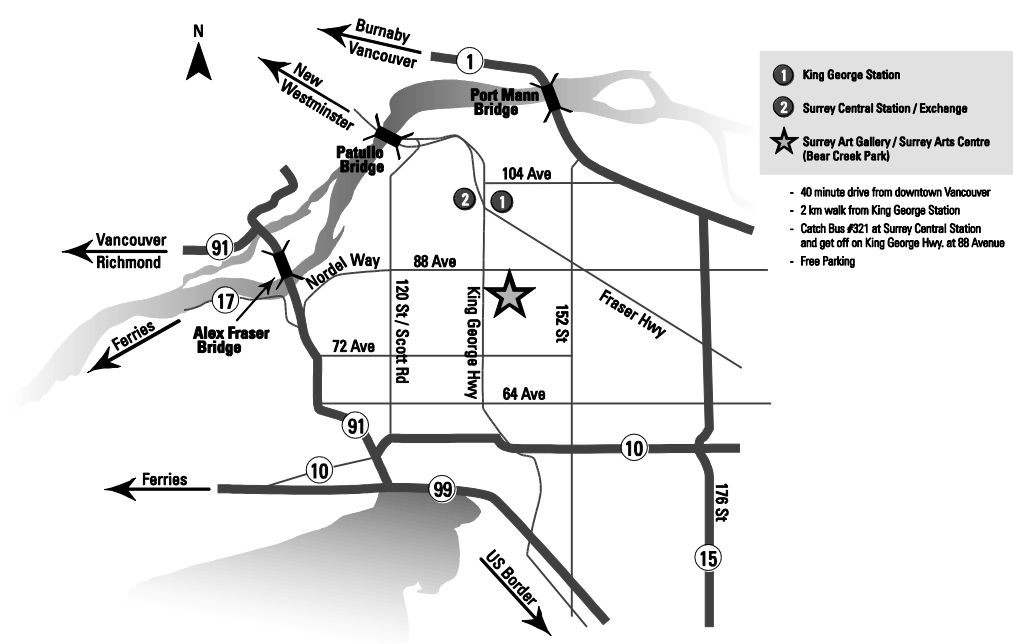 N
Burnaby
Vancouver
1
New
Westminster
Port Mann
Bridge
Patullo
Bridge
104 Ave
2
1
Vancouver
Richmond
91
Nordel Way
88 Ave
17
Ferries
Alex Fraser
Bridge
120 St / Scott Rd
King George Hwy
152 St
Fraser Hwy
72 Ave
64 Ave
91
10
10
Ferries
99
176 St
15
US Border
1 King George Station
2 Surrey Central Station / Exchange
Surrey Art Gallery / Surrey Arts Centre
(Bear Creek Park)
- 40 minute drive from downtown Vancouver
- 2 km walk from King George Station
- Catch Bus #321 at Surrey Central Station
and get off on King George Hwy. at 88 Avenue
- Free Parking